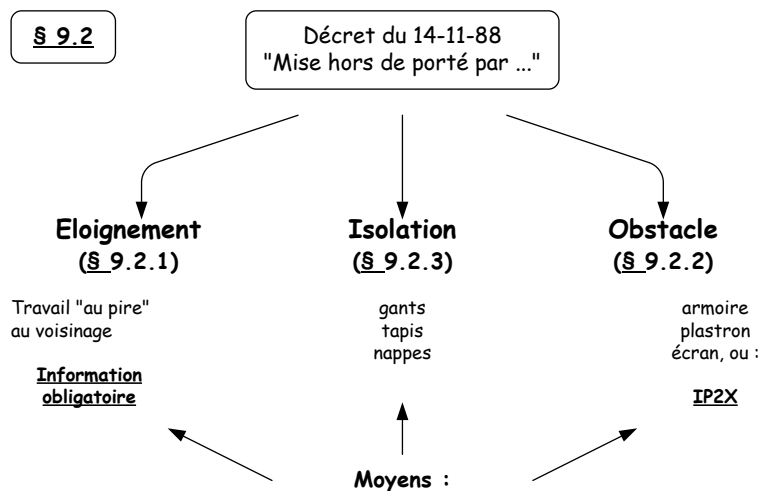 § 9.2
Décret du 14-11-88
"Mise hors de porté par ..."
Eloignement
(§ 9.2.1)
Travail "au pire"
au voisinage
Information
obligatoire
Isolation
(§ 9.2.3)
gants
tapis
nappes
Obstacle
(§ 9.2.2)
armoire
plastron
écran, ou :
IP2X
Moyens :